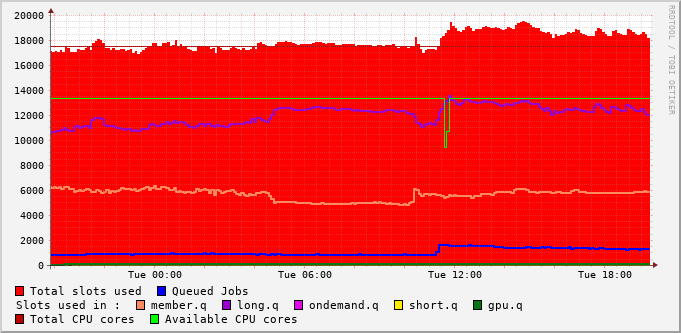 20000
18000
16000
14000
12000
10000
8000
6000
4000
2000
0
Tue 00:00 Tue 06:00 Tue 12:00 Tue 18:00
RRDTOOL / TOBI OETIKER
Total slots used Queued Jobs
Slots used in : member.q long.q ondemand.q short.q gpu.q
Total CPU cores Available CPU cores